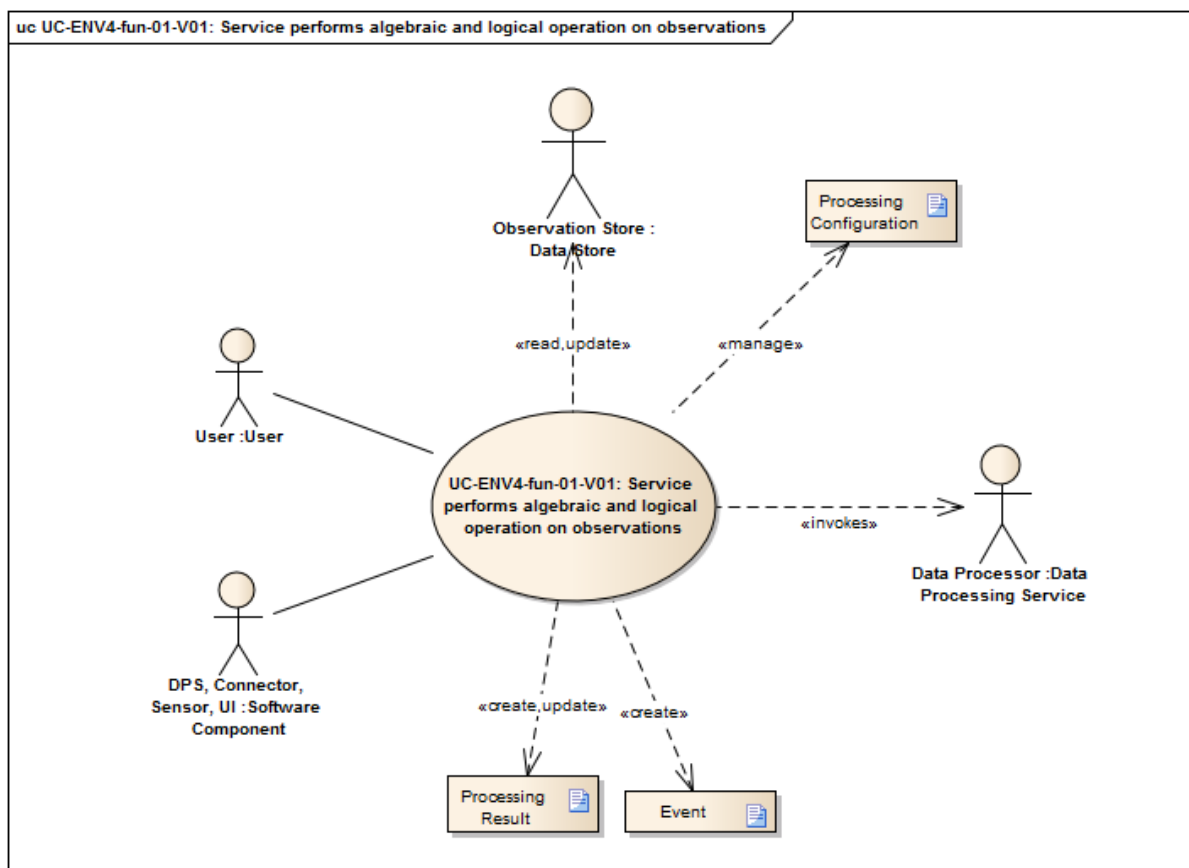 uc UC-ENV4-fun-01-V01: Service performs algebraic and logical operation on observations
Observation Store :
Data Store
Processing
Configuration
«read,update»
«manage»
User :User
UC-ENV4-fun-01-V01: Service
performs algebraic and logical
operation on observations
«invokes»
Data Processor :Data
Processing Service
DPS, Connector,
Sensor, UI :Software
Component
«create,update»
«create»
Processing
Result
Event